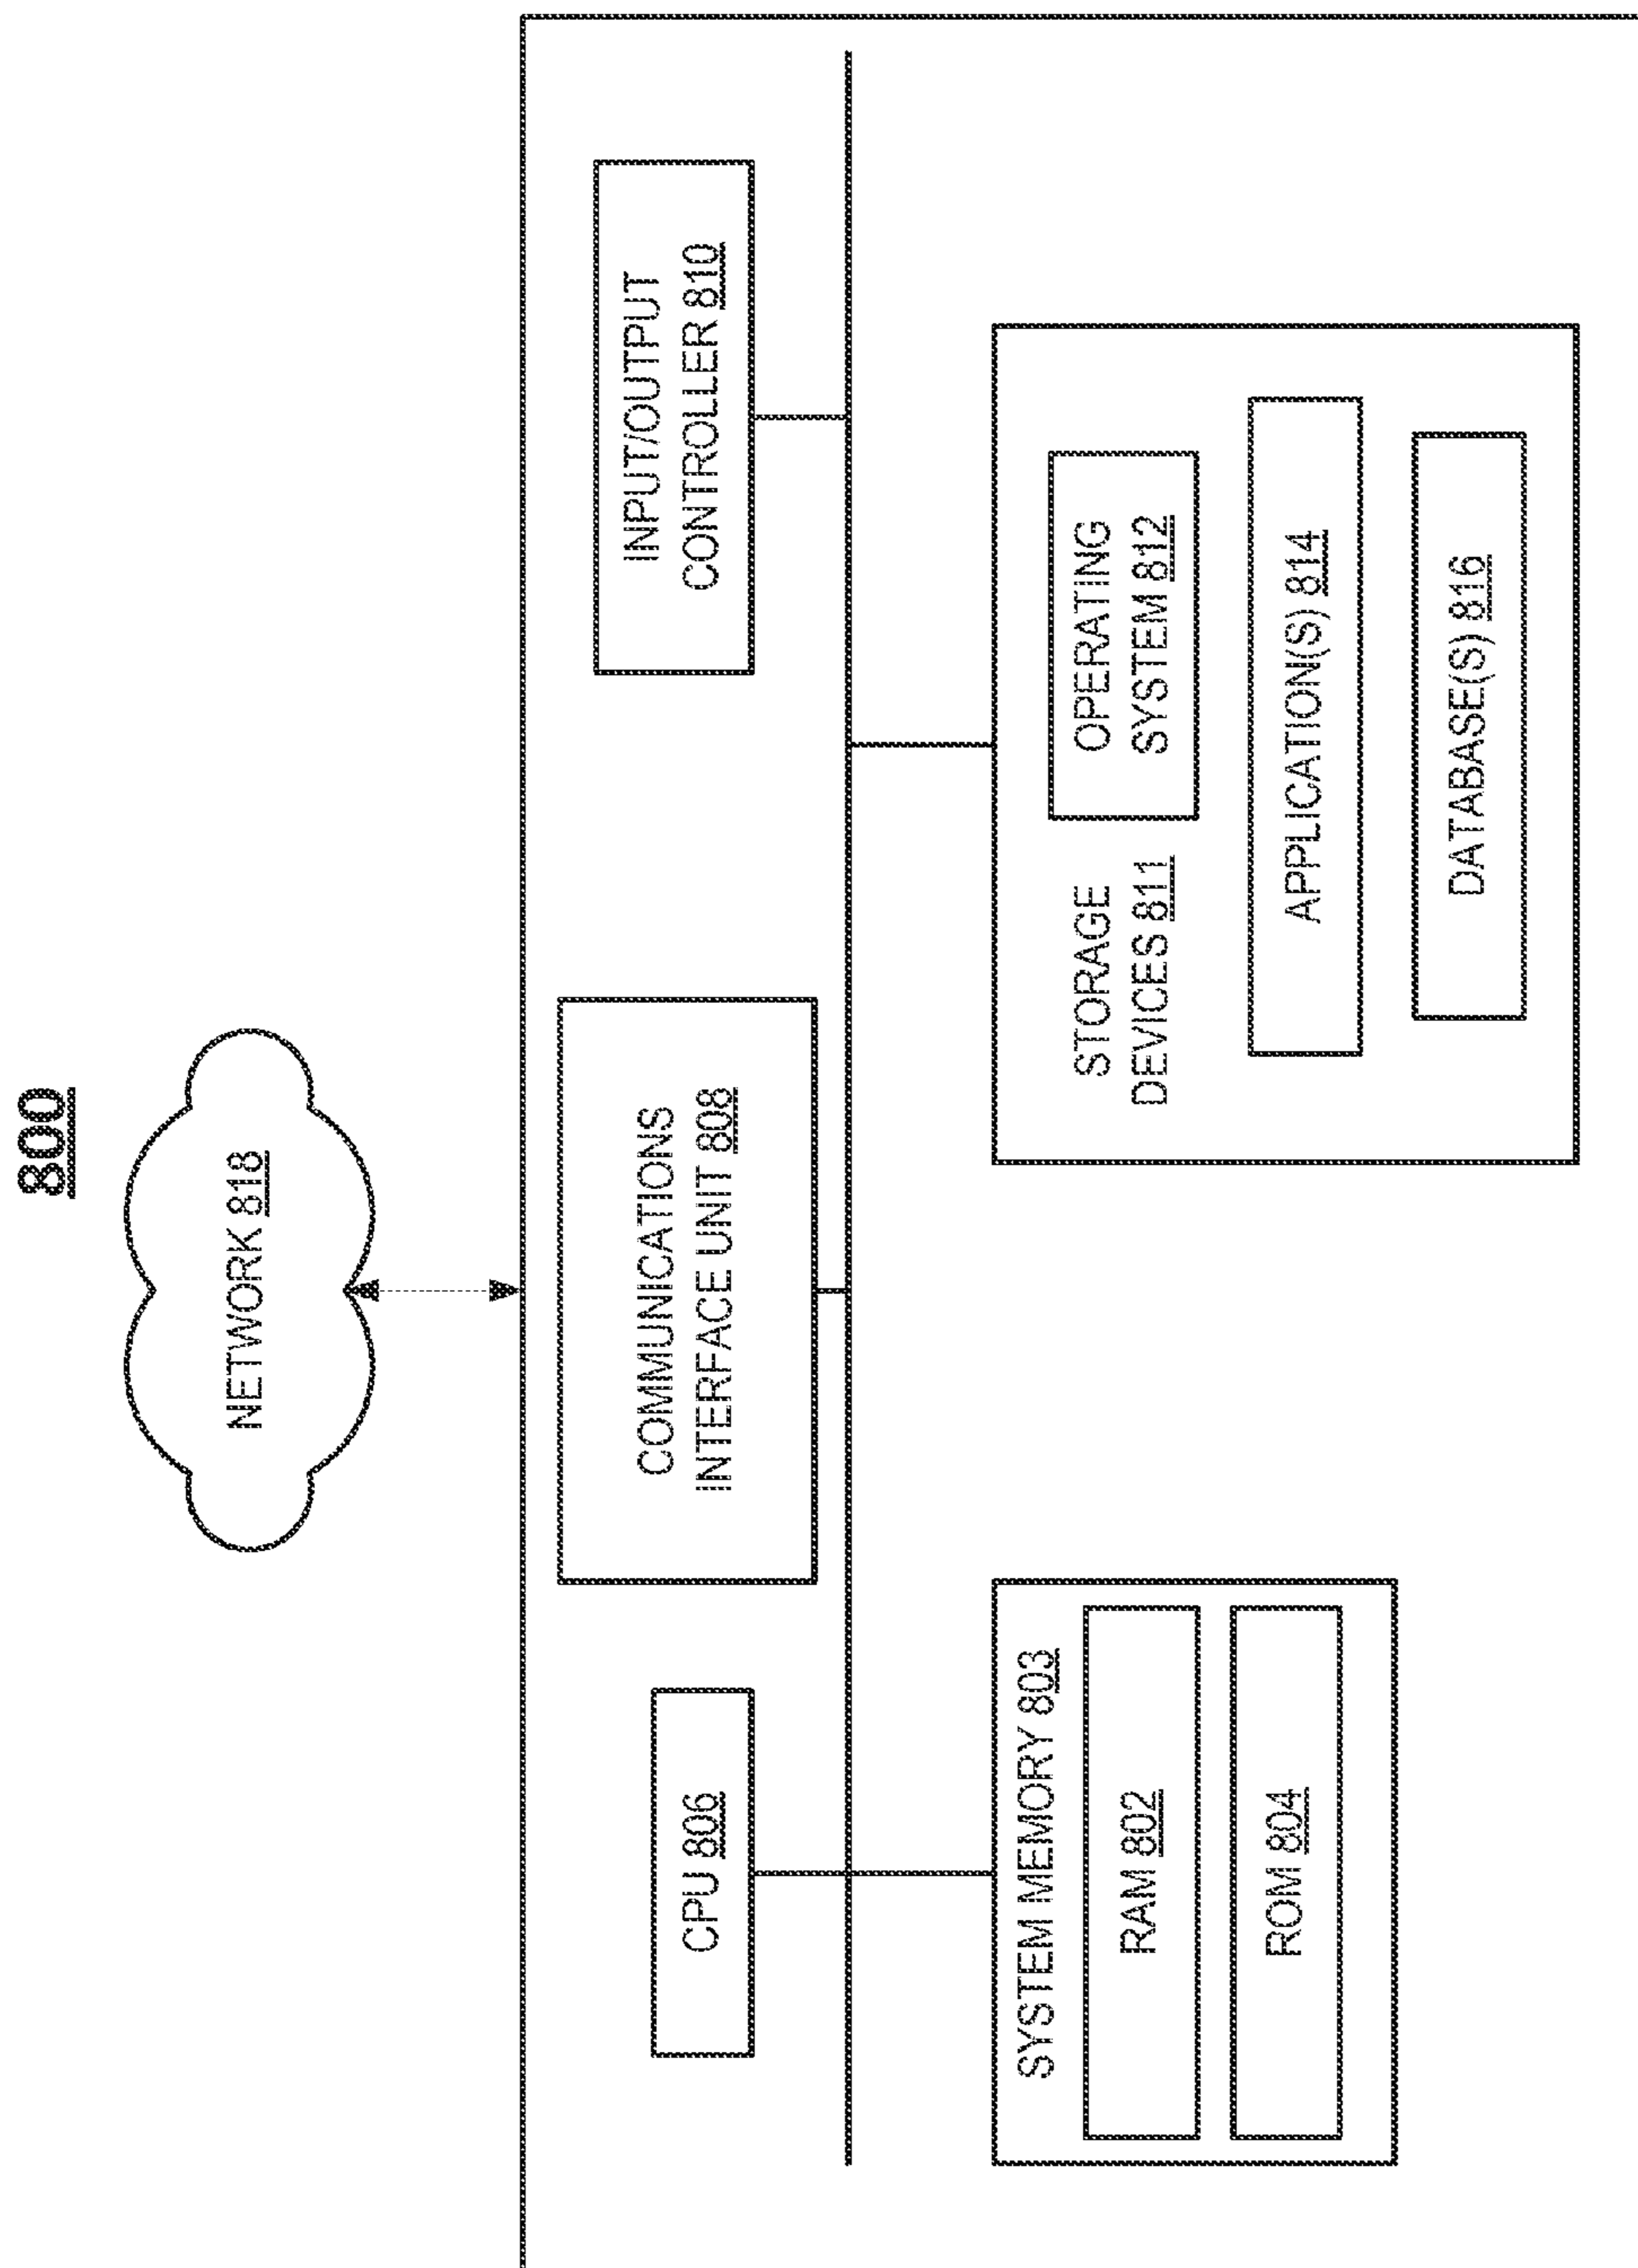 800
NETWORK 818
CPU 806
COMMUNICATIONS
INTERFACE UNIT 808
INPUT/OUTPUT
CONTROLLER 810
SYSTEM MEMORY 803
RAM 802
ROM 804
STORAGE
DEVICES 811
OPERATING
SYSTEM 812
APPLICATION(S) 814
DATABASE(S) 816